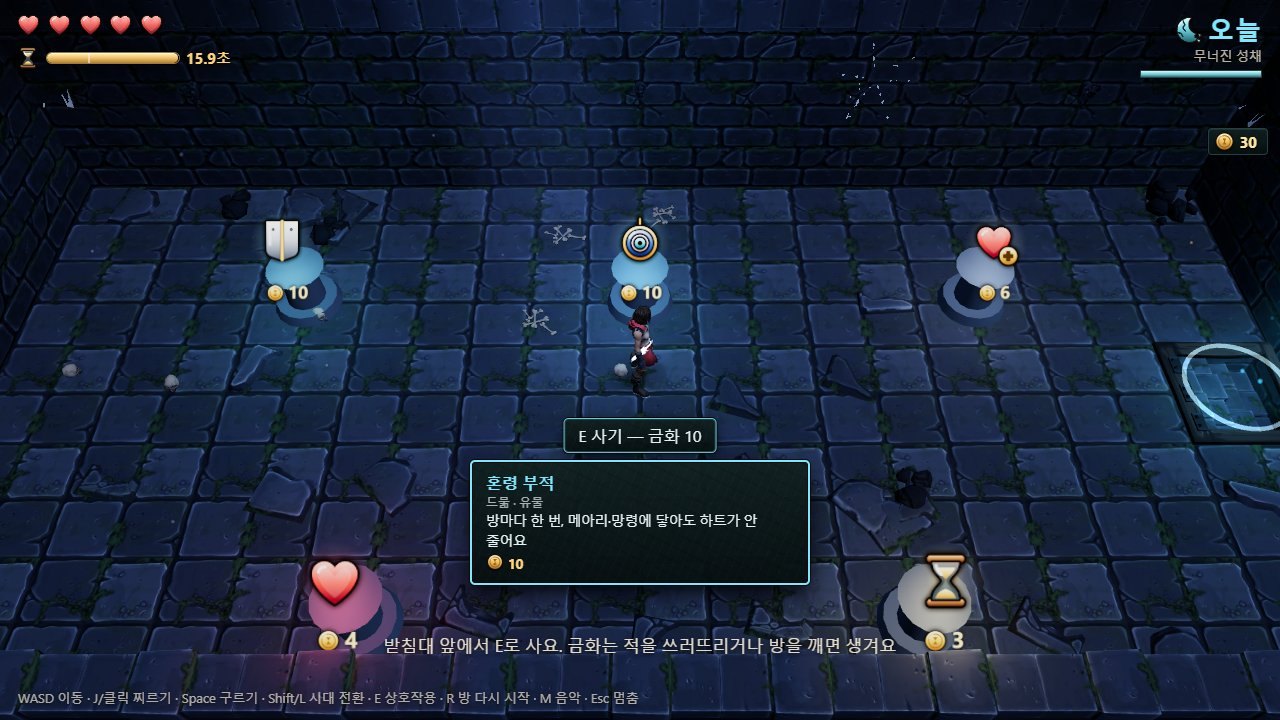 15.9초
오늘
무너진 성채
30
10
10
6
E 사기 — 금화 10
혼령 부적
드묾 · 유물
방마다 한 번, 메아리·망령에 닿아도 하트가 안
줄어요
10
4
3
받침대 앞에서 E로 사요. 금화는 적을 쓰러뜨리거나 방을 깨면 생겨요
WASD 이동 · J/클릭 찌르기 · Space 구르기 · Shift/L 시대 전환 · E 상호작용 · R 방 다시 시작 · M 음악 · Esc 멈춤